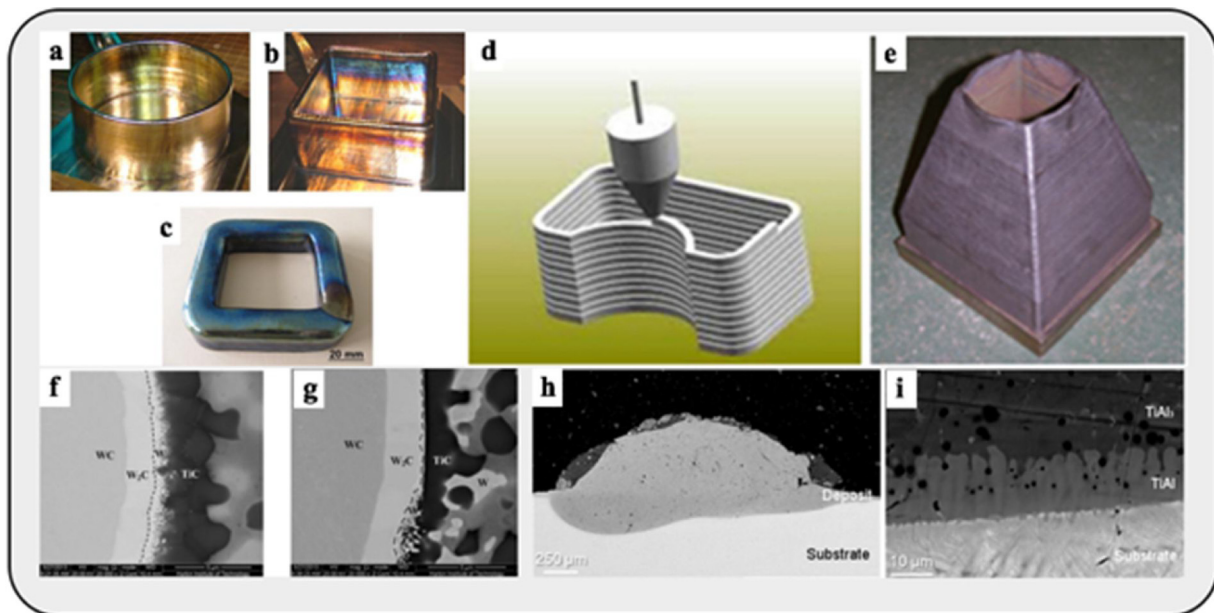 a
b
c
d
e
20 mm
f
WC
W₂C
W
TiC
g
WC
W₂C
TiC
W
h
Deposit
Substrate
250 µm
i
TiAl₃
TiAl
Substrate
10 µm